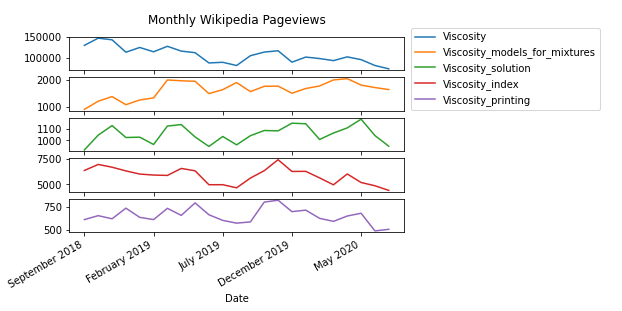 Monthly Wikipedia Pageviews
150000
100000
2000
1000
1100
1000
7500
5000
750
500
September 2018
February 2019
July 2019
December 2019
May 2020
Date
Viscosity
Viscosity_models_for_mixtures
Viscosity_solution
Viscosity_index
Viscosity_printing